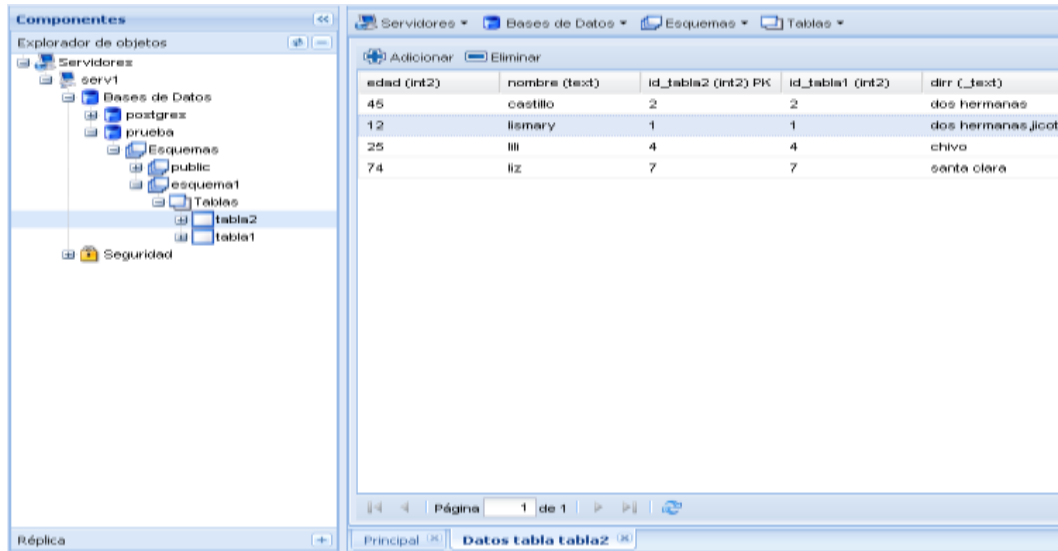 Componentes
Explorador de objetos
Servidores
serv1
Bases de Datos
postgres
prueba
Esquemas
public
esquema1
Tablas
tabla2
tabla1
Seguridad
Réplica
Servidores Bases de Datos Esquemas Tablas
Adicionar Eliminar
edad (int2) nombre (text) id_tabla2 (int2) PK id_tabla1 (int2) dirr (_text)
45 castillo 2 2 dos hermanas
12 lismary 1 1 dos hermanas,jicot
25 lili 4 4 chivo
74 liz 7 7 santa clara
Página 1 de 1
Principal Datos tabla tabla2